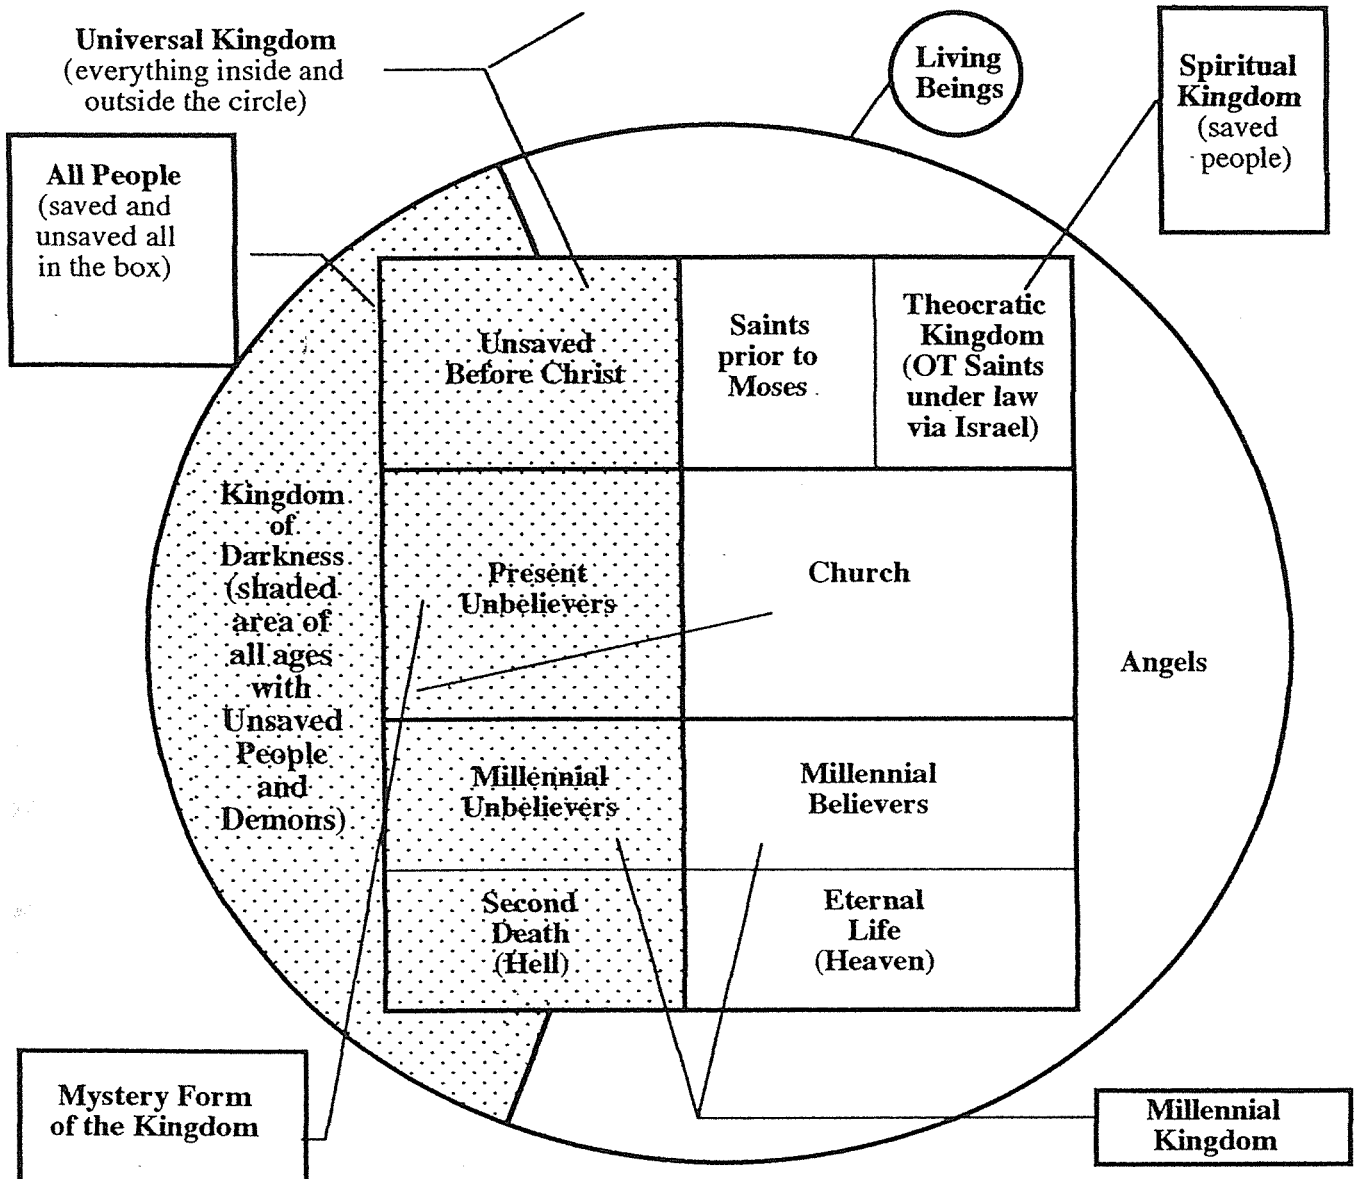 Universal Kingdom
(everything inside and
outside the circle)
Living
Beings
Spiritual
Kingdom
(saved
people)
All People
(saved and
unsaved all
in the box)
Unsaved
Before Christ
Saints
prior to
Moses
Theocratic
Kingdom
(OT Saints
under law
via Israel)
Kingdom
of
Darkness
(shaded
area of
all ages
with
Unsaved
People
and
Demons)
Present
Unbelievers
Church
Angels
Millennial
Unbelievers
Millennial
Believers
Second
Death
(Hell)
Eternal
Life
(Heaven)
Mystery Form
of the Kingdom
Millennial
Kingdom